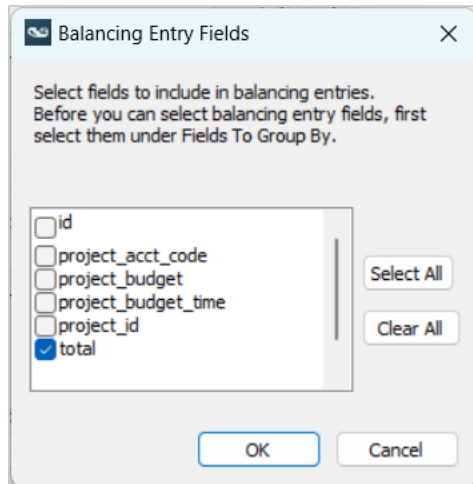 Balancing Entry Fields
Select fields to include in balancing entries.
Before you can select balancing entry fields, first
select them under Fields To Group By.
id
project_acct_code
project_budget
project_budget_time
project_id
total
Select All
Clear All
OK
Cancel